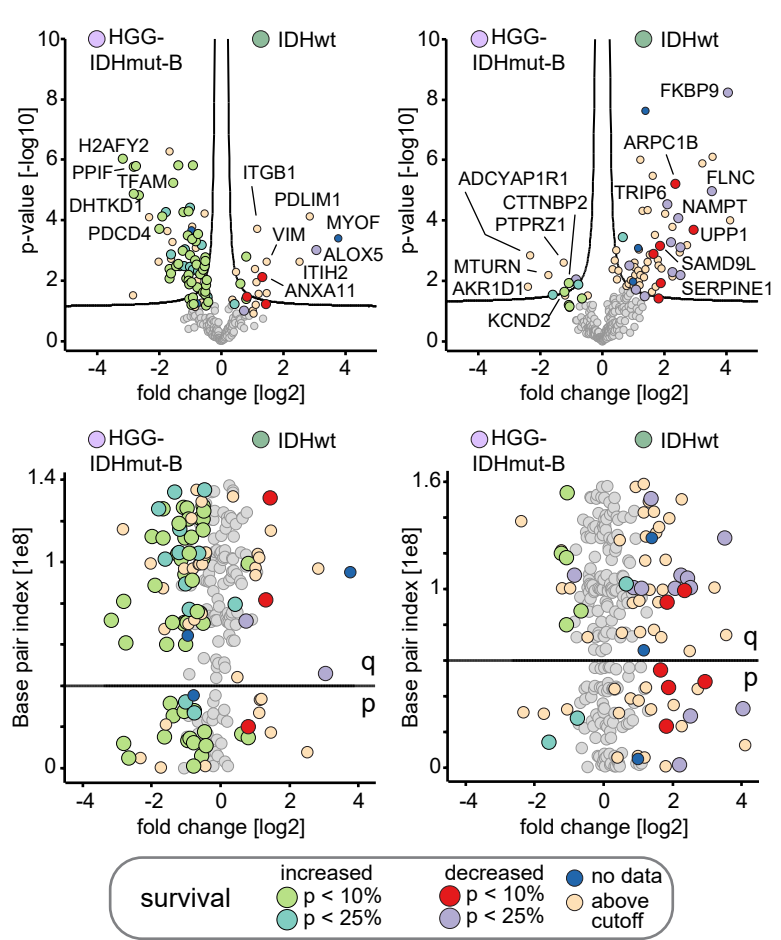 HGG-
IDHmut-B
IDHwt
10
8
6
4
2
0
p-value [-log10]
H2AFY2
PPIF
TFAM
DHTKD1
PDCD4
ITGB1
PDLIM1
VIM
MYOF
ALOX5
ITIH2
ANXA11
-4
-2
0
2
4
fold change [log2]
HGG-
IDHmut-B
IDHwt
10
8
6
4
2
0
p-value [-log10]
FKBP9
ARPC1B
ADCYAP1R1
FLNC
CTTNBP2
TRIP6
NAMPT
PTPRZ1
UPP1
MTURN
SAMD9L
AKR1D1
SERPINE1
KCND2
-4
-2
0
2
4
fold change [log2]
HGG-
IDHmut-B
IDHwt
1.4
1
0
Base pair index [1e8]
q
p
-4
-2
0
2
4
fold change [log2]
HGG-
IDHmut-B
IDHwt
1.6
1
0
Base pair index [1e8]
q
p
-4
-2
0
2
4
fold change [log2]
survival
increased
p < 10%
p < 25%
decreased
p < 10%
p < 25%
no data
above
cutoff